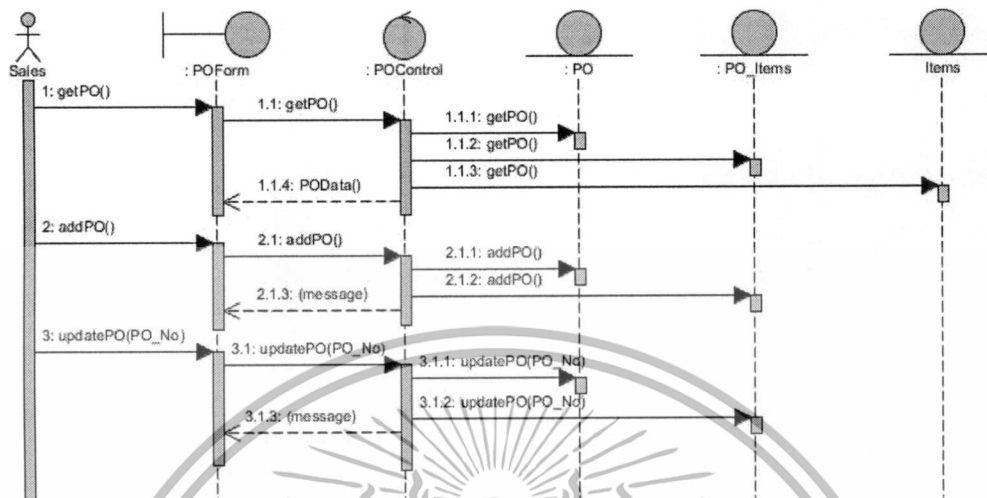 Sales
: POForm
: POControl
: PO
: PO_Items
Items
1: getPO()
1.1: getPO()
1.1.1: getPO()
1.1.2: getPO()
1.1.3: getPO()
1.1.4: POData()
2: addPO()
2.1: addPO()
2.1.1: addPO()
2.1.2: addPO()
2.1.3: (message)
3: updatePO(PO_No)
3.1: updatePO(PO_No)
3.1.1: updatePO(PO_No)
3.1.2: updatePO(PO_No)
3.1.3: (message)